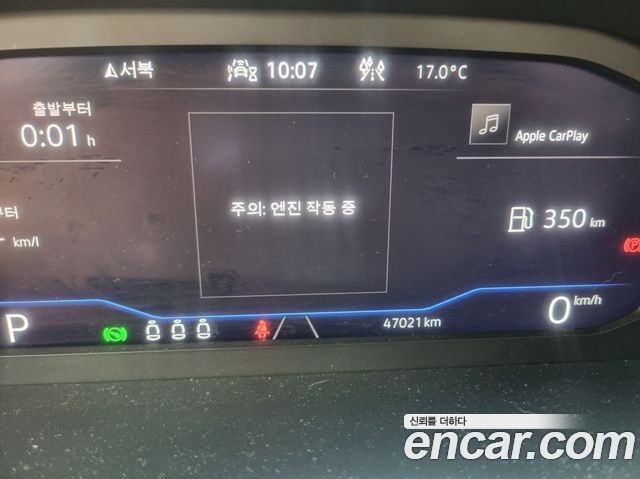 서북 10:07 17.0°C
출발부터
0:01 h
Apple CarPlay
주의: 엔진 작동 중
부터
km/l
350 km
P
P
0 km/h
47021 km
신뢰를 더하다
encar.com